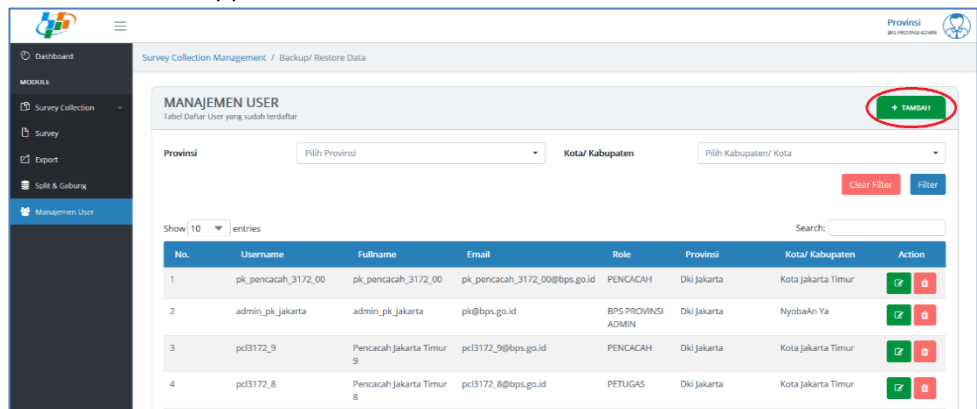 Provinsi
BPS PROVINSI ADMIN
Dashboard
Survey Collection Management / Backup/ Restore Data
MODULE
Survey Collection
Survey
Export
Split & Gabung
Manajemen User
MANAJEMEN USER
Tabel Daftar User yang sudah terdaftar
+ TAMBAH
Provinsi Pilih Provinsi Kota/ Kabupaten Pilih Kabupaten/ Kota
Clear Filter Filter
Show 10 entries Search:
No. Username Fullname Email Role Provinsi Kota/ Kabupaten Action
1 pk_pencacah_3172_00 pk_pencacah_3172_00 pk_pencacah_3172_00@bps.go.id PENCACAH Dki Jakarta Kota Jakarta Timur
2 admin_pk_jakarta admin_pk_jakarta pk@bps.go.id BPS PROVINSI Dki Jakarta NyobaAn Ya
ADMIN
3 pcl3172_9 Pencacah Jakarta Timur pcl3172_9@bps.go.id PENCACAH Dki Jakarta Kota Jakarta Timur
9
4 pcl3172_8 Pencacah Jakarta Timur pcl3172_8@bps.go.id PETUGAS Dki Jakarta Kota Jakarta Timur
8